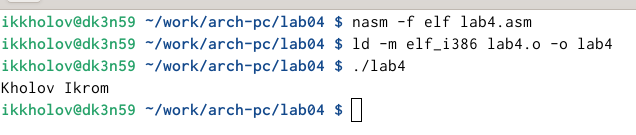 ikkholov@dk3n59 ~/work/arch-pc/lab04 $ nasm -f elf lab4.asm
ikkholov@dk3n59 ~/work/arch-pc/lab04 $ ld -m elf_i386 lab4.o -o lab4
ikkholov@dk3n59 ~/work/arch-pc/lab04 $ ./lab4
Kholov Ikrom
ikkholov@dk3n59 ~/work/arch-pc/lab04 $